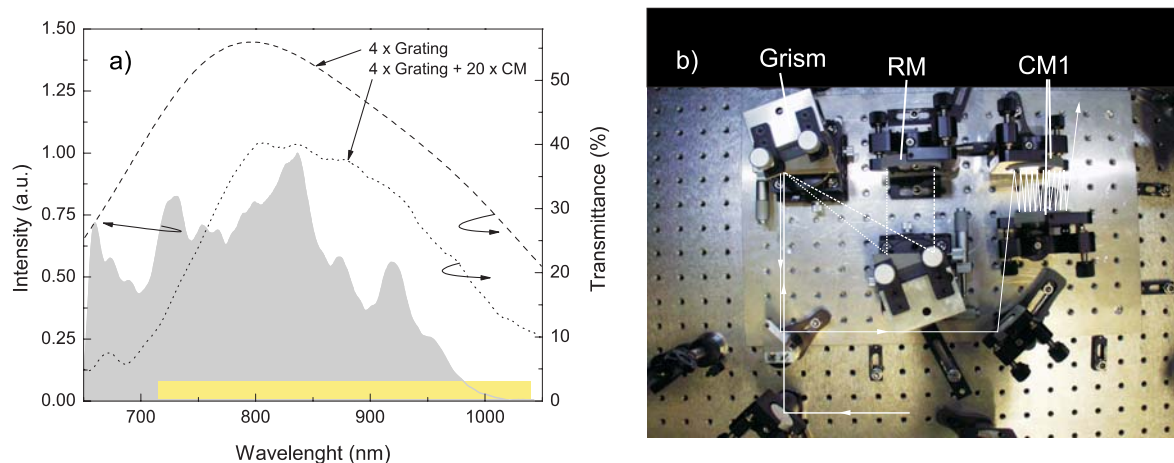 a)
4 x Grating
4 x Grating + 20 x CM
Intensity (a.u.)
1.50
1.25
1.00
0.75
0.50
0.25
0.00
Transmittance (%)
50
40
30
20
10
0
700
800
900
1000
Wavelenght (nm)
b)
Grism
RM
CM1